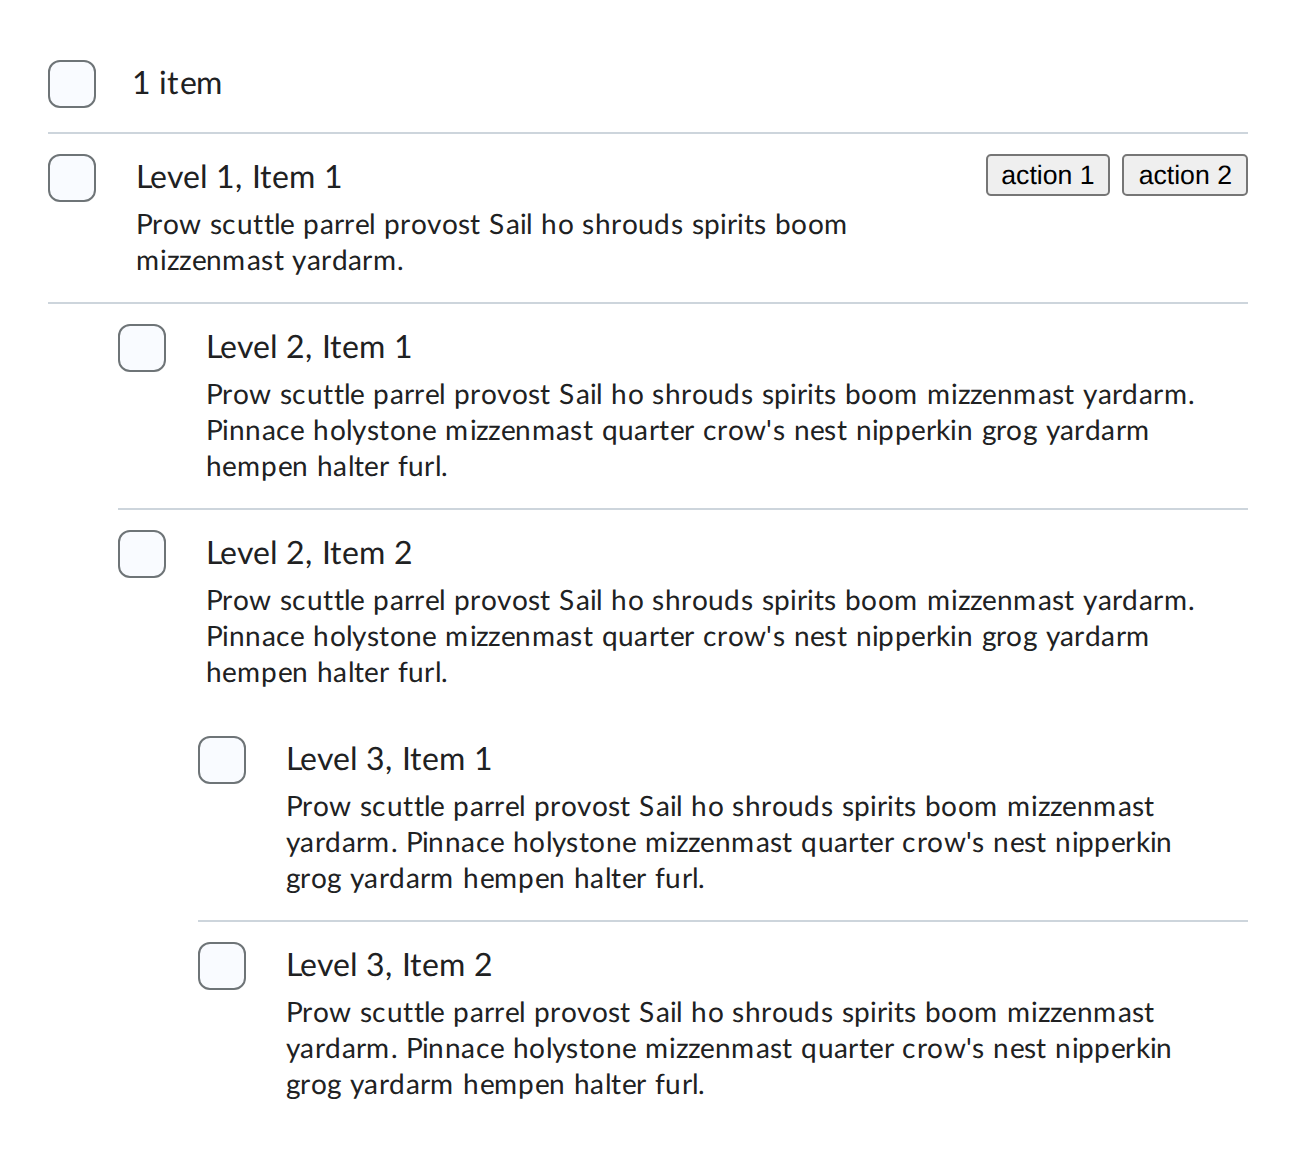 1 item
Level 1, Item 1
action 1
action 2
Prow scuttle parrel provost Sail ho shrouds spirits boom
mizzenmast yardarm.
Level 2, Item 1
Prow scuttle parrel provost Sail ho shrouds spirits boom mizzenmast yardarm.
Pinnace holystone mizzenmast quarter crow's nest nipperkin grog yardarm
hempen halter furl.
Level 2, Item 2
Prow scuttle parrel provost Sail ho shrouds spirits boom mizzenmast yardarm.
Pinnace holystone mizzenmast quarter crow's nest nipperkin grog yardarm
hempen halter furl.
Level 3, Item 1
Prow scuttle parrel provost Sail ho shrouds spirits boom mizzenmast
yardarm. Pinnace holystone mizzenmast quarter crow's nest nipperkin
grog yardarm hempen halter furl.
Level 3, Item 2
Prow scuttle parrel provost Sail ho shrouds spirits boom mizzenmast
yardarm. Pinnace holystone mizzenmast quarter crow's nest nipperkin
grog yardarm hempen halter furl.